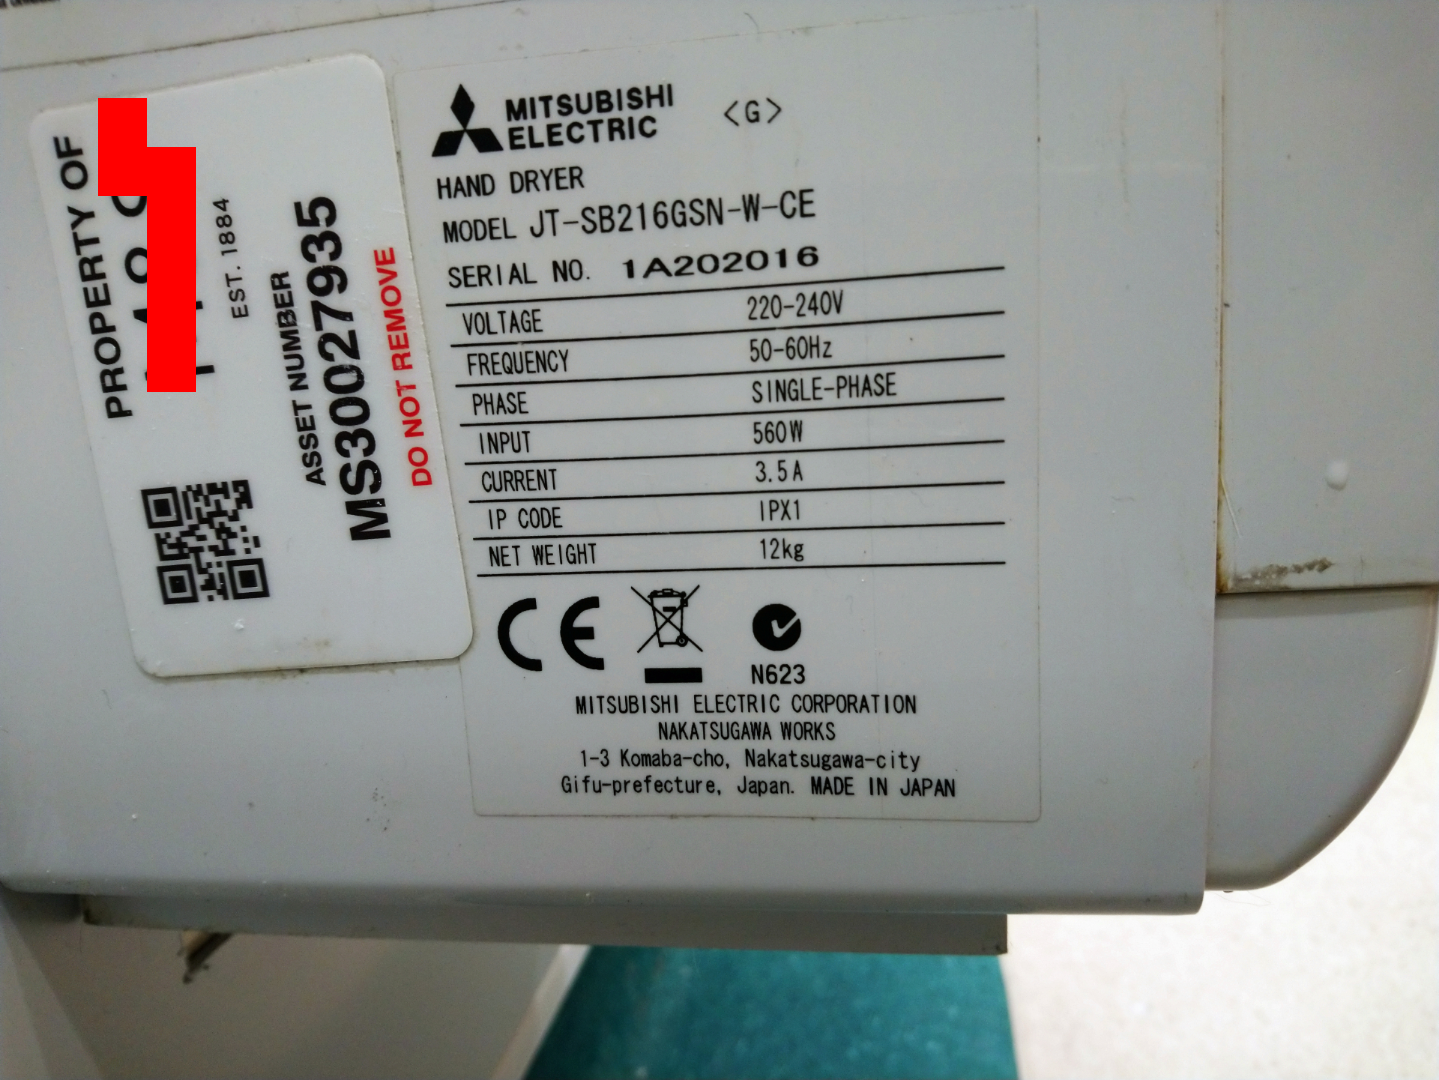 PROPERTY OF
EST. 1884
ASSET NUMBER
MS30027935
DO NOT REMOVE
MITSUBISHI
ELECTRIC
<G>
HAND DRYER
MODEL JT-SB216GSN-W-CE
SERIAL NO. 1A202016
VOLTAGE 220-240V
FREQUENCY 50-60Hz
PHASE SINGLE-PHASE
INPUT 560W
CURRENT 3.5A
IP CODE IPX1
NET WEIGHT 12kg
CE
N623
MITSUBISHI ELECTRIC CORPORATION
NAKATSUGAWA WORKS
1-3 Komaba-cho, Nakatsugawa-city
Gifu-prefecture, Japan. MADE IN JAPAN